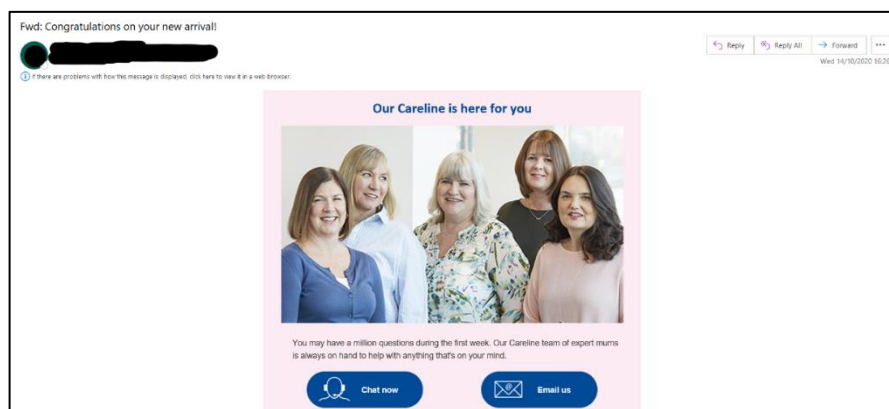 Fwd: Congratulations on your new arrival!
Reply
Reply All
Forward
Wed 14/10/2020 16:20
If there are problems with how this message is displayed, click here to view it in a web browser.
Our Careline is here for you
You may have a million questions during the first week. Our Careline team of expert mums
is always on hand to help with anything that's on your mind.
Chat now
Email us